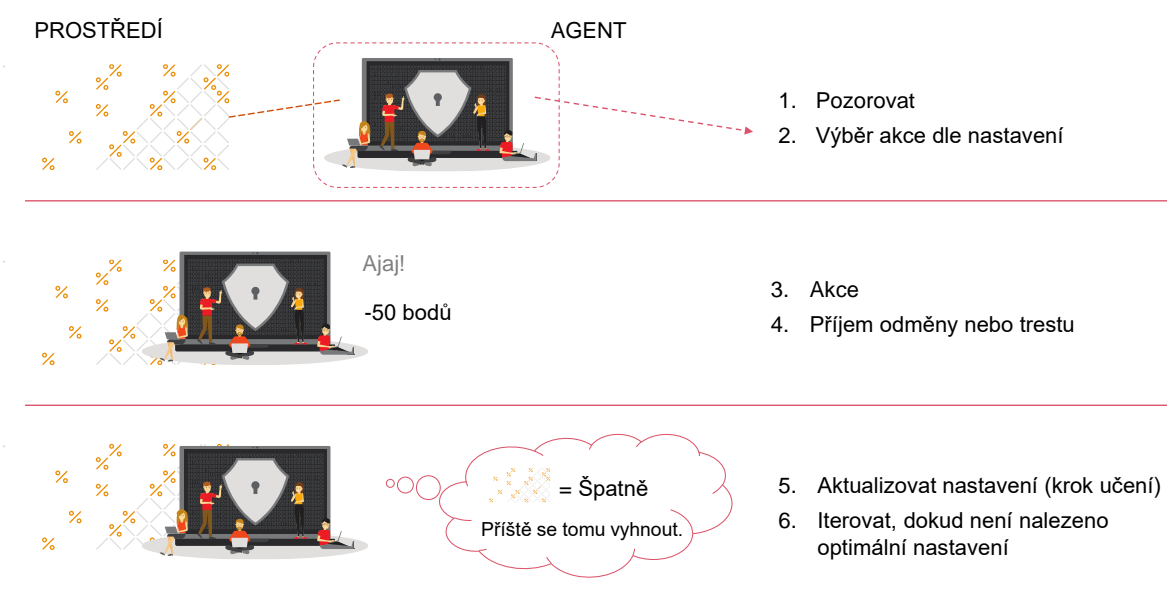 PROSTŘEDÍ
AGENT
1. Pozorovat
2. Výběr akce dle nastavení
Ajaj!
-50 bodů
3. Akce
4. Příjem odměny nebo trestu
= Špatně
Příště se tomu vyhnout.
5. Aktualizovat nastavení (krok učení)
6. Iterovat, dokud není nalezeno
optimální nastavení